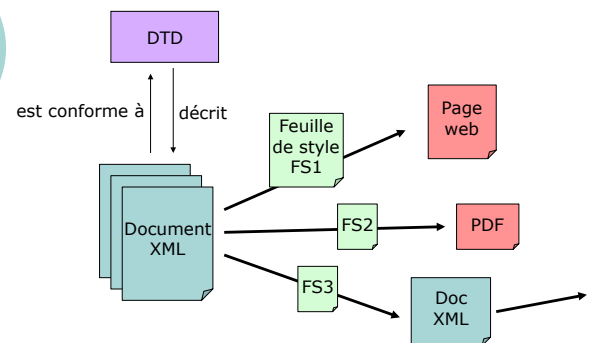 DTD
est conforme à
décrit
Feuille
de style
FS1
Page
web
Document
XML
FS2
PDF
FS3
Doc
XML